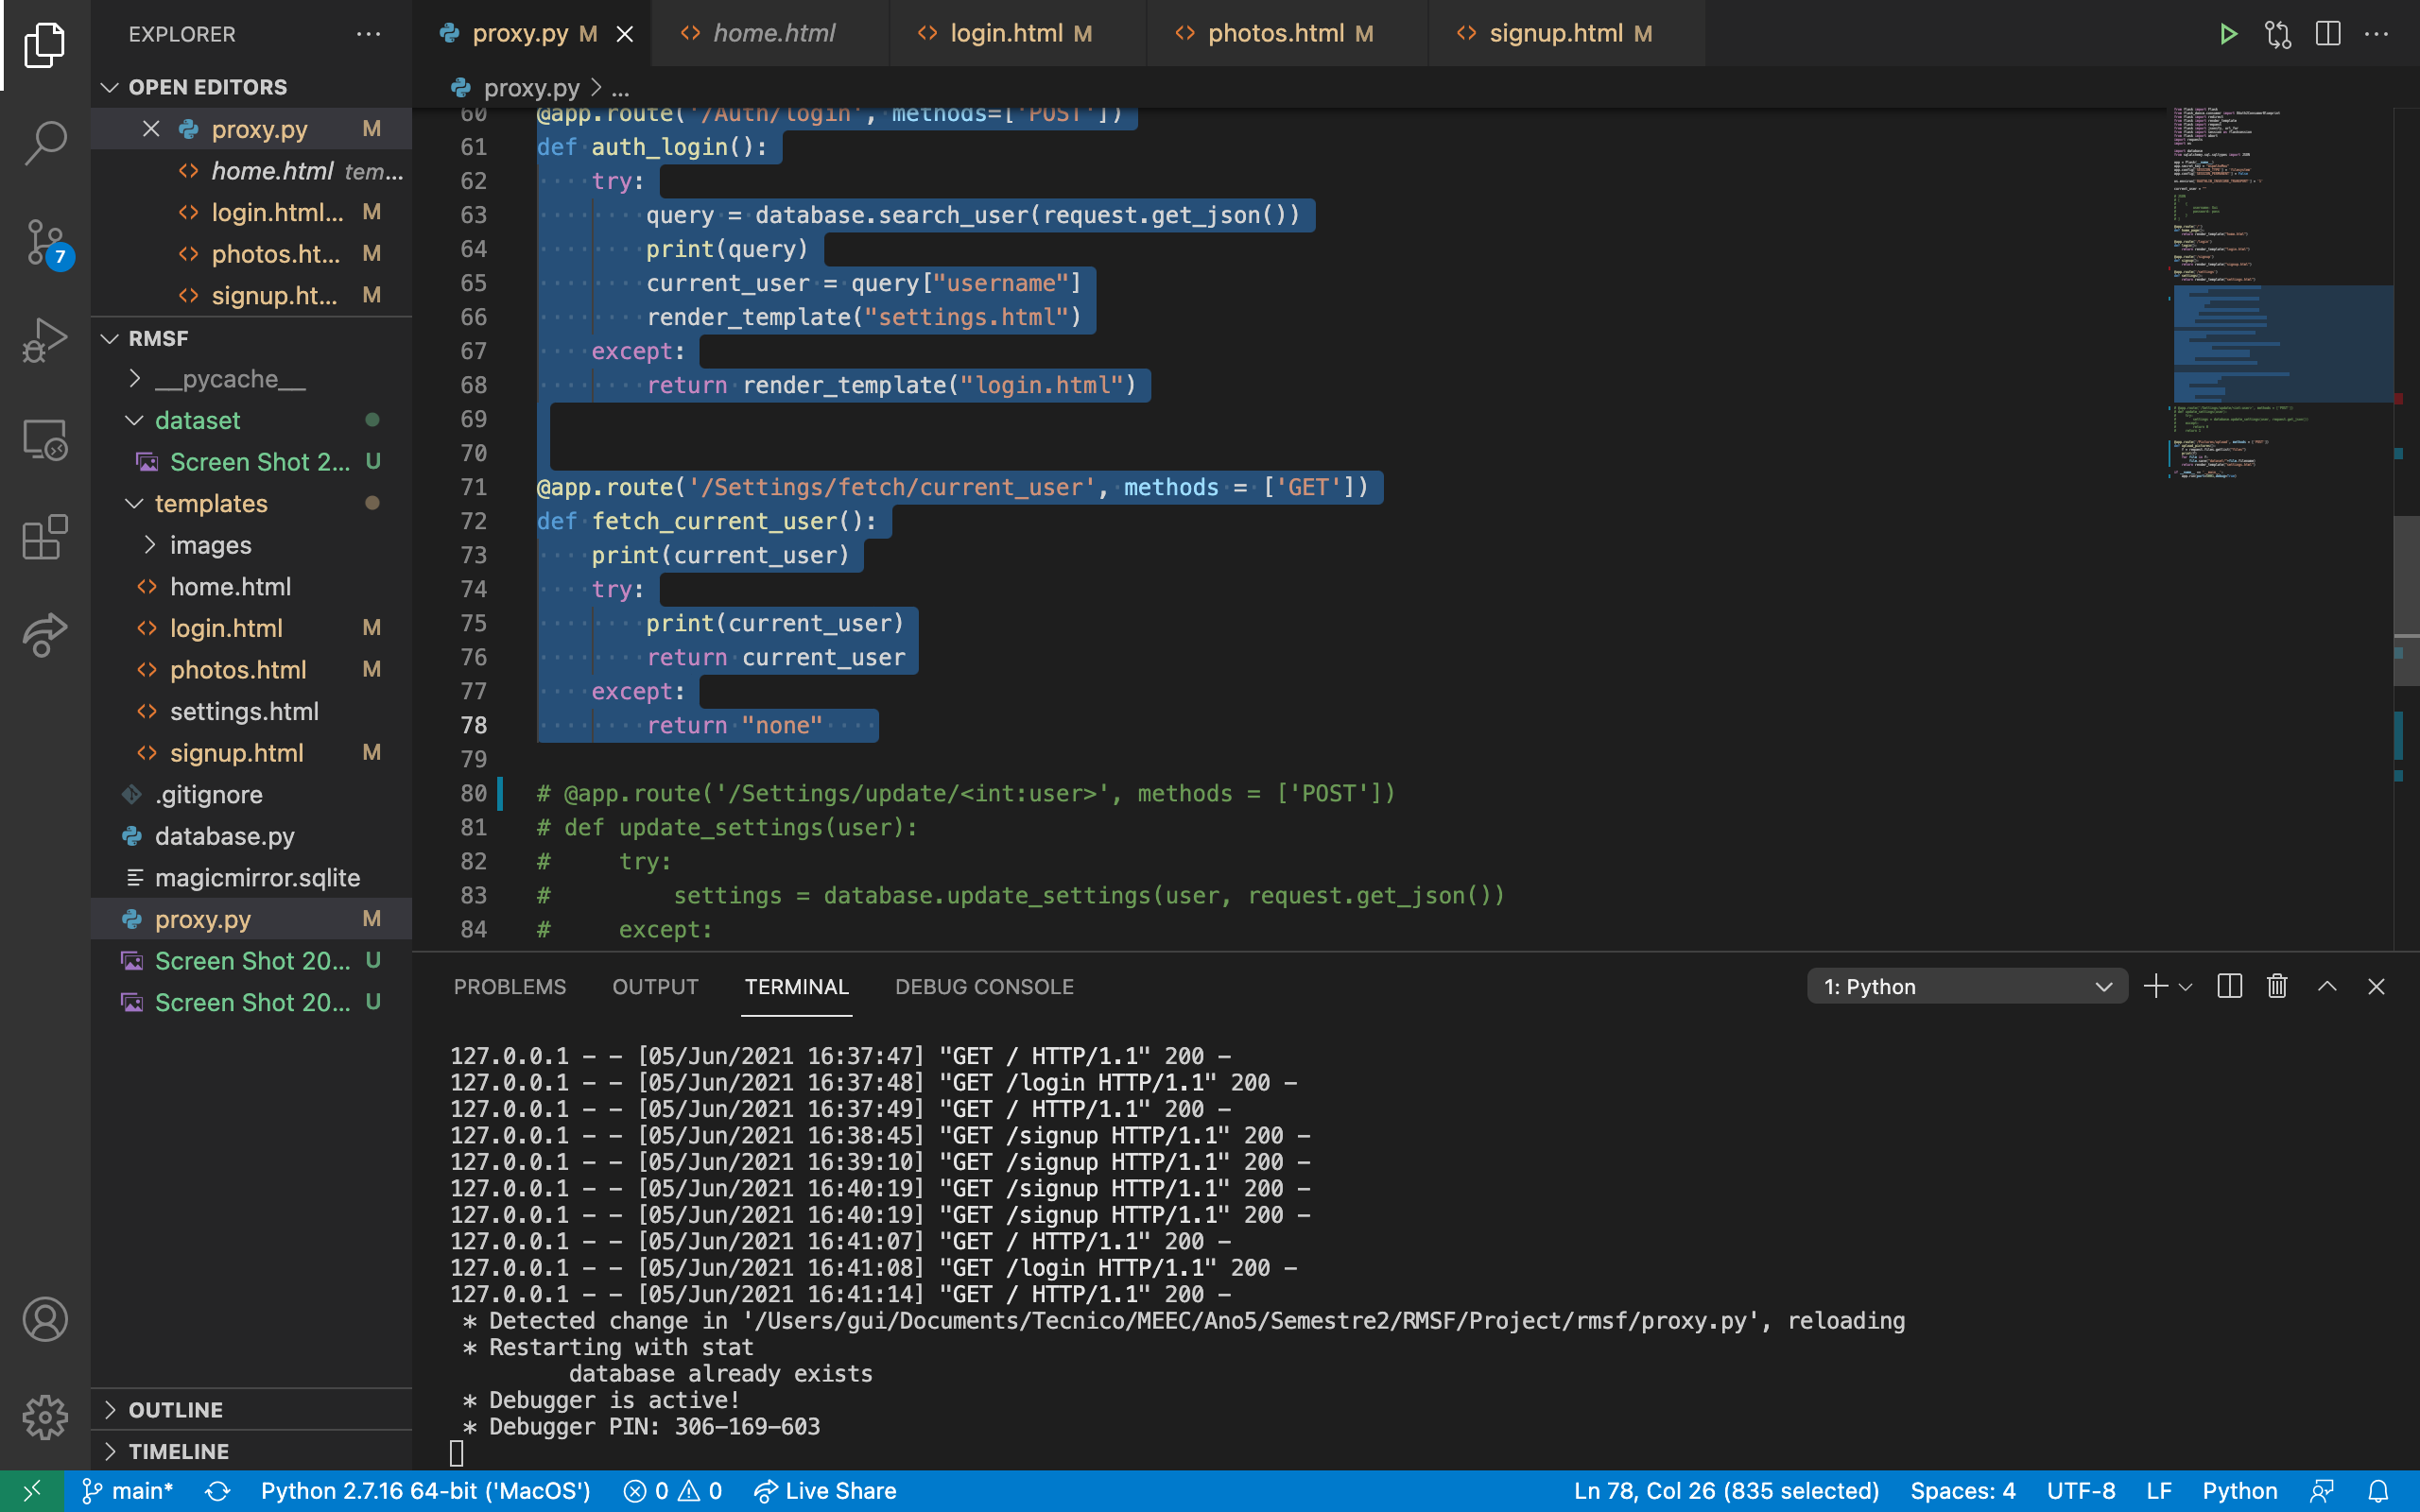 EXPLORER
OPEN EDITORS
proxy.py M
home.html tem...
login.html... M
photos.ht... M
signup.ht... M
RMSF
__pycache__
dataset
Screen Shot 2... U
templates
images
home.html
login.html M
photos.html M
settings.html
signup.html M
.gitignore
database.py
magicmirror.sqlite
proxy.py M
Screen Shot 20... U
Screen Shot 20... U
OUTLINE
TIMELINE
7
proxy.py M
home.html
login.html M
photos.html M
signup.html M
proxy.py > ...
60 @app.route('/Auth/login', methods=['POST'])
61 def auth_login():
62 try:
63 query = database.search_user(request.get_json())
64 print(query)
65 current_user = query["username"]
66 render_template("settings.html")
67 except:
68 return render_template("login.html")
69
70
71 @app.route('/Settings/fetch/current_user', methods = ['GET'])
72 def fetch_current_user():
73 print(current_user)
74 try:
75 print(current_user)
76 return current_user
77 except:
78 return "none"
79
80 # @app.route('/Settings/update/<int:user>', methods = ['POST'])
81 # def update_settings(user):
82 # try:
83 # settings = database.update_settings(user, request.get_json())
84 # except:
PROBLEMS OUTPUT TERMINAL DEBUG CONSOLE
1: Python
127.0.0.1 - - [05/Jun/2021 16:37:47] "GET / HTTP/1.1" 200 -
127.0.0.1 - - [05/Jun/2021 16:37:48] "GET /login HTTP/1.1" 200 -
127.0.0.1 - - [05/Jun/2021 16:37:49] "GET / HTTP/1.1" 200 -
127.0.0.1 - - [05/Jun/2021 16:38:45] "GET /signup HTTP/1.1" 200 -
127.0.0.1 - - [05/Jun/2021 16:39:10] "GET /signup HTTP/1.1" 200 -
127.0.0.1 - - [05/Jun/2021 16:40:19] "GET /signup HTTP/1.1" 200 -
127.0.0.1 - - [05/Jun/2021 16:40:19] "GET /signup HTTP/1.1" 200 -
127.0.0.1 - - [05/Jun/2021 16:41:07] "GET / HTTP/1.1" 200 -
127.0.0.1 - - [05/Jun/2021 16:41:08] "GET /login HTTP/1.1" 200 -
127.0.0.1 - - [05/Jun/2021 16:41:14] "GET / HTTP/1.1" 200 -
* Detected change in '/Users/gui/Documents/Tecnico/MEEC/Ano5/Semestre2/RMSF/Project/rmsf/proxy.py', reloading
* Restarting with stat
database already exists
* Debugger is active!
* Debugger PIN: 306-169-603
main* Python 2.7.16 64-bit ('MacOS') 0 0 Live Share Ln 78, Col 26 (835 selected) Spaces: 4 UTF-8 LF Python